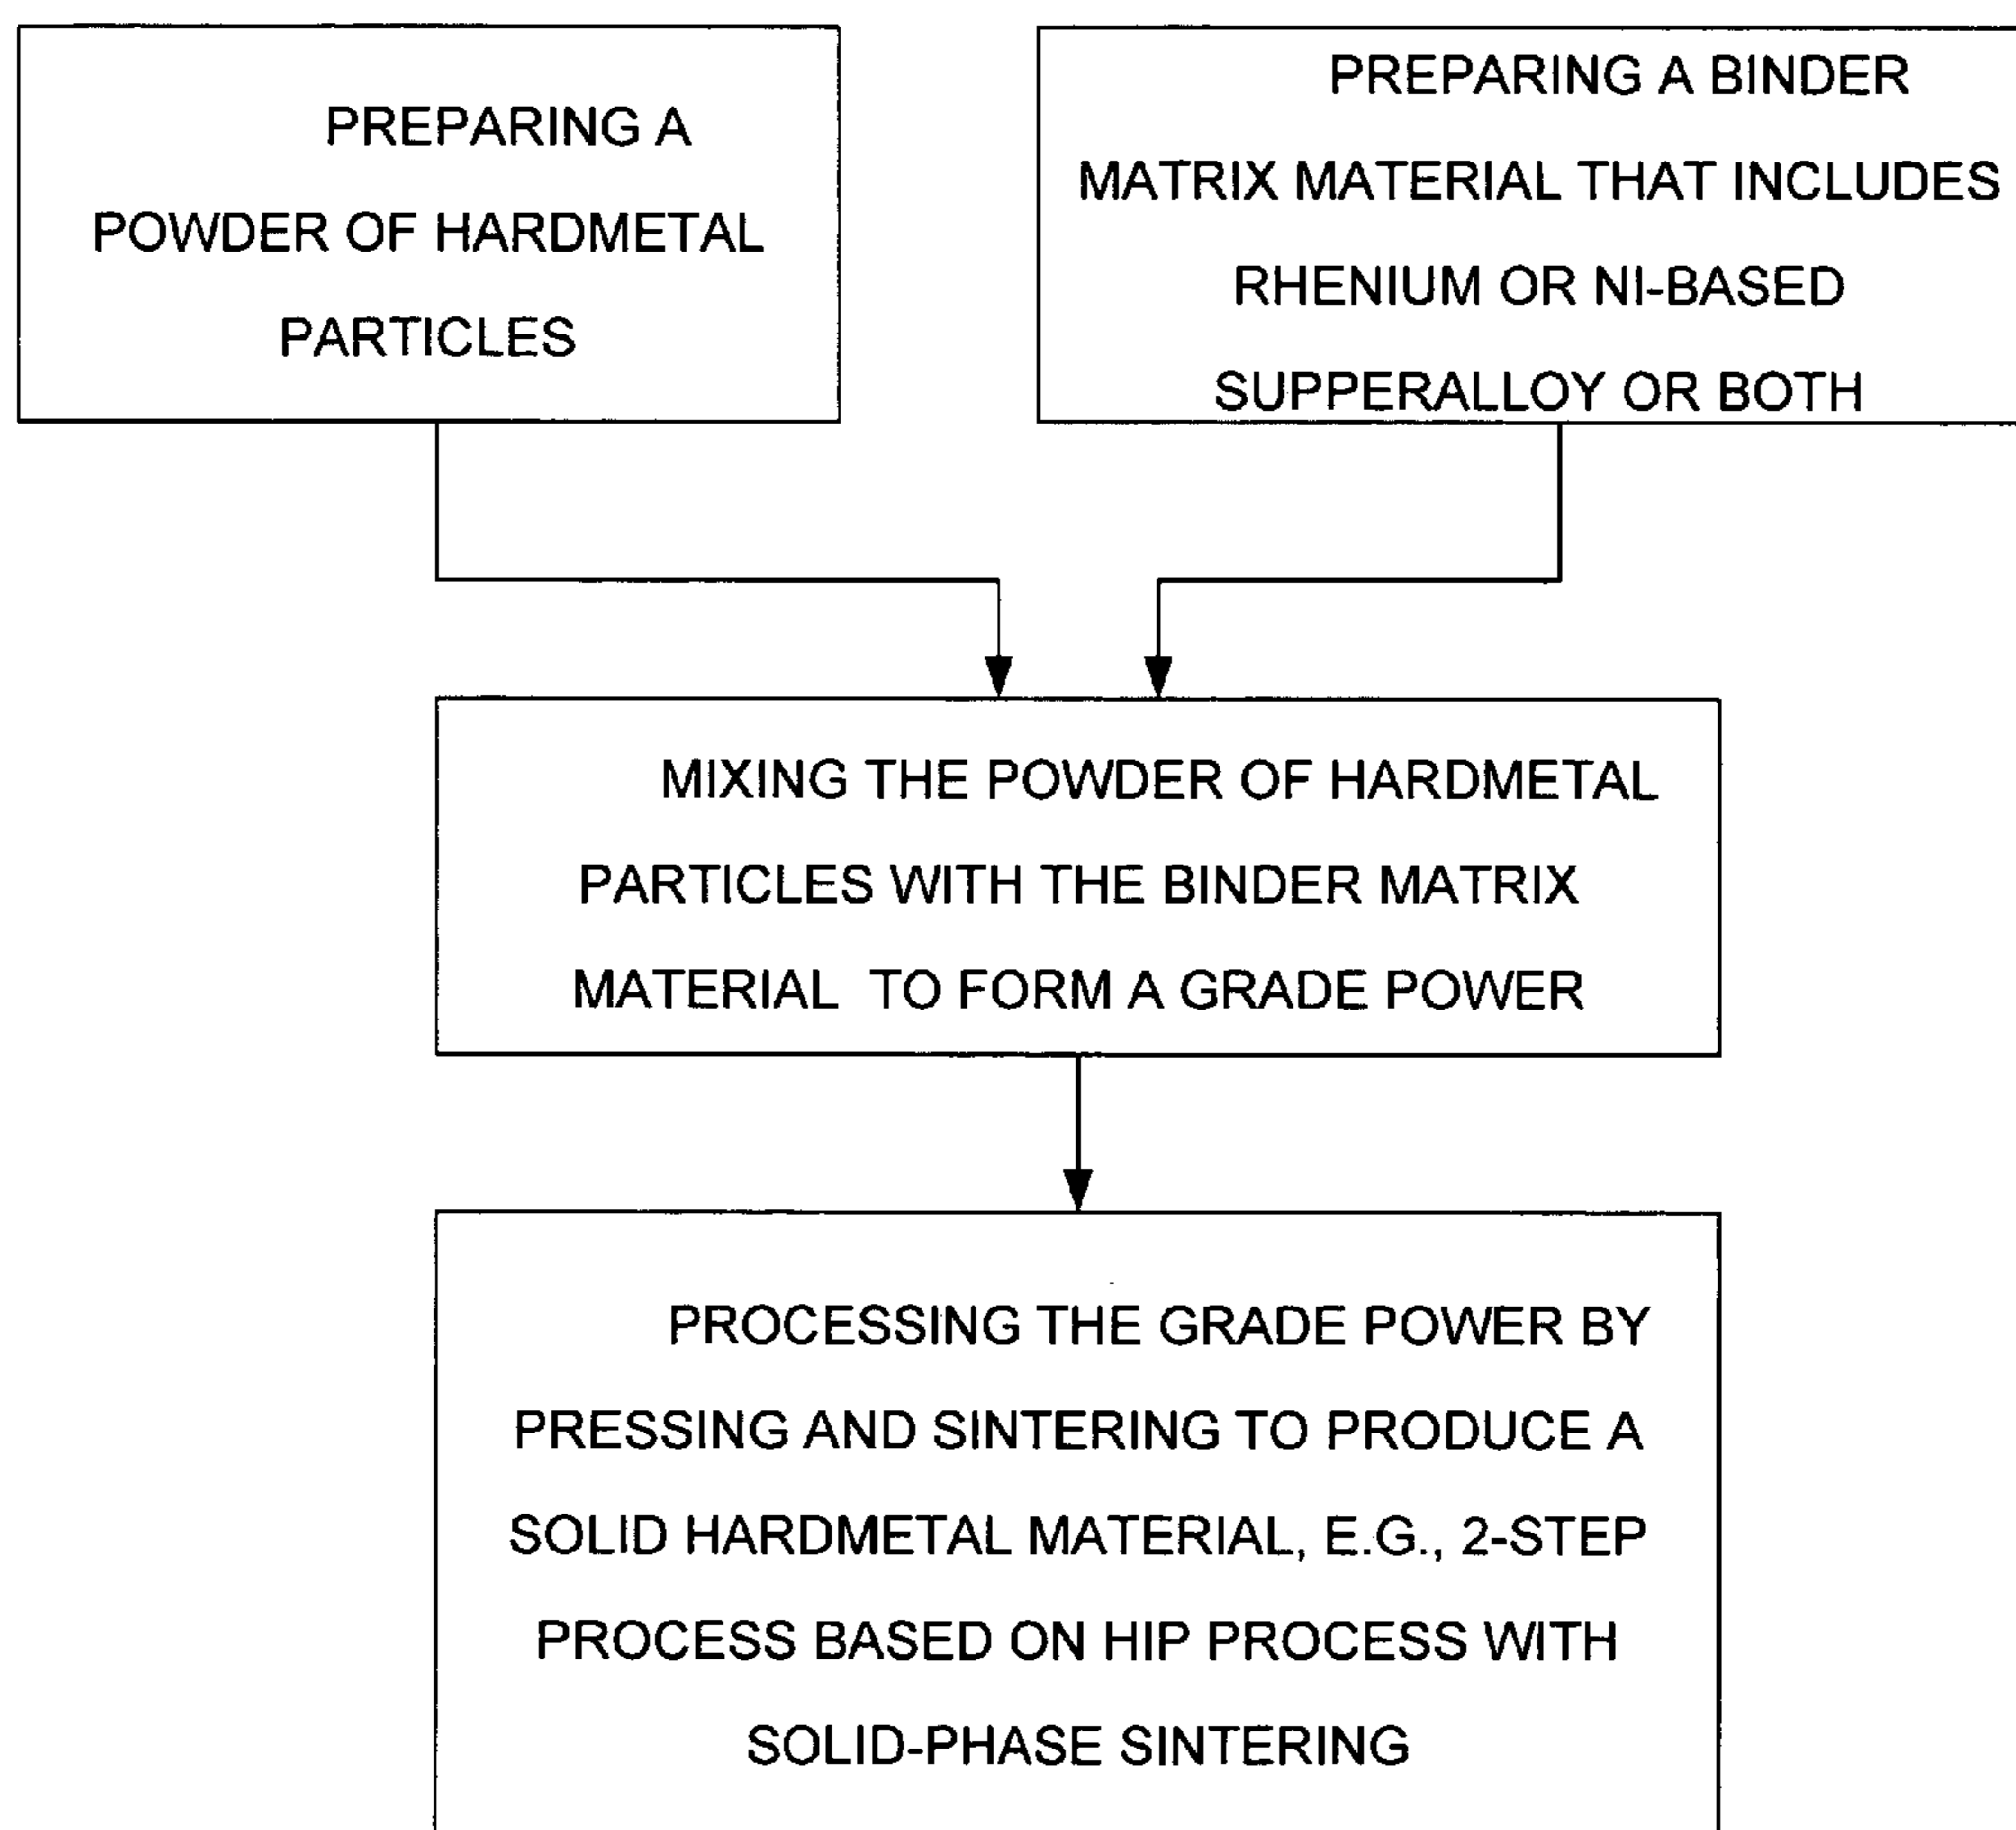 PREPARING A
POWDER OF HARDMETAL
PARTICLES
PREPARING A BINDER
MATRIX MATERIAL THAT INCLUDES
RHENIUM OR NI-BASED
SUPPERALLOY OR BOTH
MIXING THE POWDER OF HARDMETAL
PARTICLES WITH THE BINDER MATRIX
MATERIAL TO FORM A GRADE POWER
PROCESSING THE GRADE POWER BY
PRESSING AND SINTERING TO PRODUCE A
SOLID HARDMETAL MATERIAL, E.G., 2-STEP
PROCESS BASED ON HIP PROCESS WITH
SOLID-PHASE SINTERING